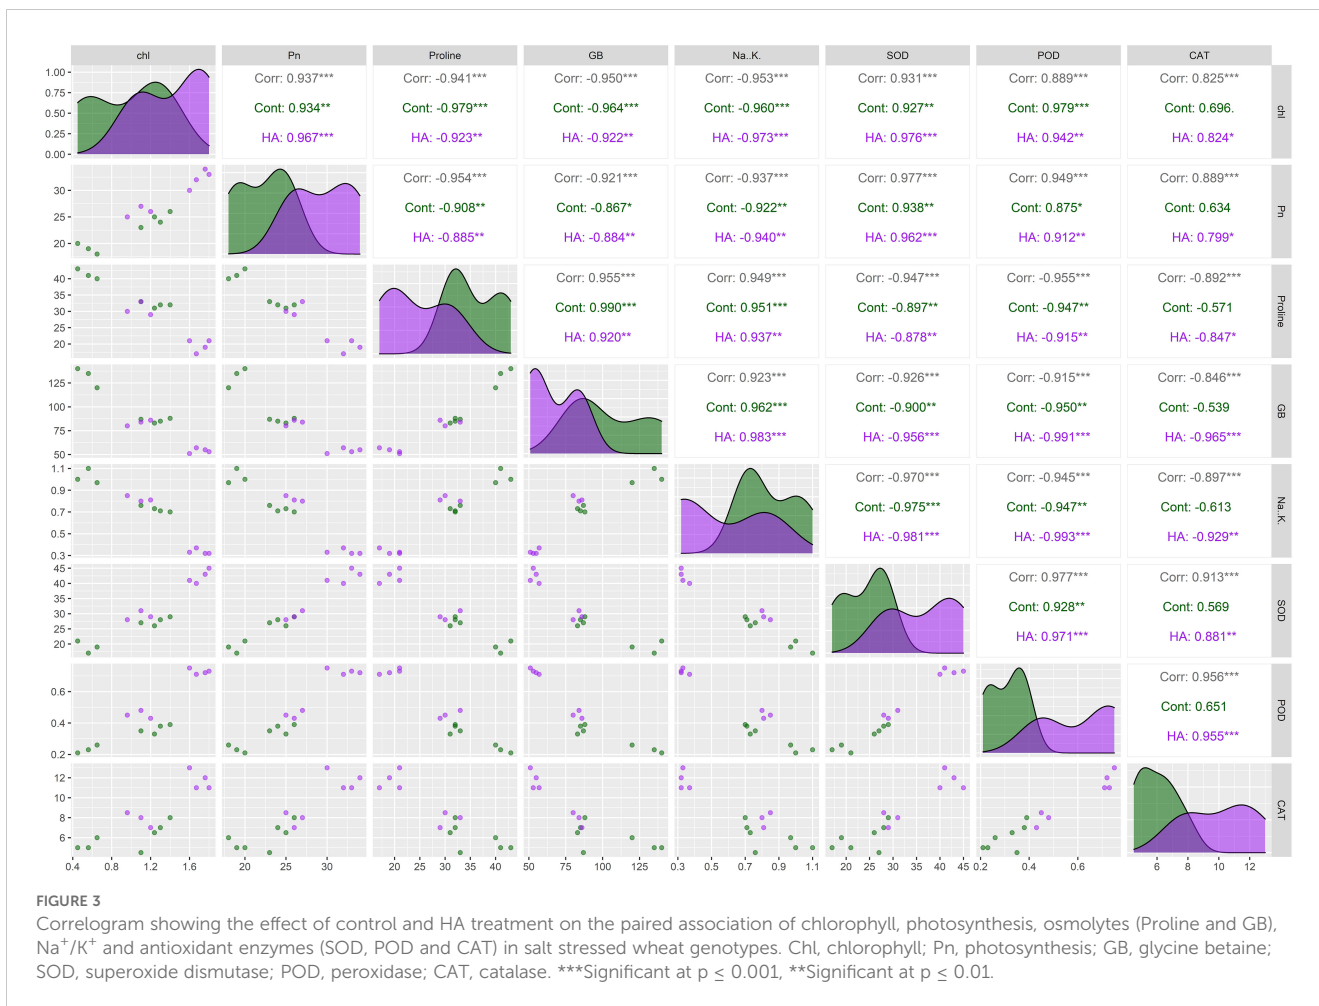 chl Pn Proline GB Na..K. SOD POD CAT
1.00 Corr: 0.937*** Corr: -0.941*** Corr: -0.950*** Corr: -0.953*** Corr: 0.931*** Corr: 0.889*** Corr: 0.825***
0.75
0.50 Cont: 0.934** Cont: -0.979*** Cont: -0.964*** Cont: -0.960*** Cont: 0.927** Cont: 0.979*** Cont: 0.696. chl
0.25 HA: 0.967*** HA: -0.923** HA: -0.922** HA: -0.973*** HA: 0.976*** HA: 0.942** HA: 0.824*
0.00
Corr: -0.954*** Corr: -0.921*** Corr: -0.937*** Corr: 0.977*** Corr: 0.949*** Corr: 0.889***
30
25 Cont: -0.908** Cont: -0.867* Cont: -0.922** Cont: 0.938** Cont: 0.875* Cont: 0.634 Pn
20 HA: -0.885** HA: -0.884** HA: -0.940** HA: 0.962*** HA: 0.912** HA: 0.799*
40 Corr: 0.955*** Corr: 0.949*** Corr: -0.947*** Corr: -0.955*** Corr: -0.892***
35
30 Cont: 0.990*** Cont: 0.951*** Cont: -0.897** Cont: -0.947** Cont: -0.571 Proline
25 HA: 0.920** HA: 0.937** HA: -0.878** HA: -0.915** HA: -0.847*
20
125 Corr: 0.923*** Corr: -0.926*** Corr: -0.915*** Corr: -0.846***
100 Cont: 0.962*** Cont: -0.900** Cont: -0.950** Cont: -0.539 GB
75 HA: 0.983*** HA: -0.956*** HA: -0.991*** HA: -0.965***
50
1.1 Corr: -0.970*** Corr: -0.945*** Corr: -0.897***
0.9
0.7 Cont: -0.975*** Cont: -0.947** Cont: -0.613 Na..K.
0.5 HA: -0.981*** HA: -0.993*** HA: -0.929**
0.3
45 Corr: 0.977*** Corr: 0.913***
40
35
30 Cont: 0.928** Cont: 0.569 SOD
25 HA: 0.971*** HA: 0.881**
20
Corr: 0.956***
0.6
0.4 Cont: 0.651 POD
HA: 0.955***
0.2
12
10
8 CAT
6
0.4 0.8 1.2 1.6 20 25 30 20 30 40 50 75 100 125 0.3 0.5 0.7 0.9 1.1 20 25 30 35 40 45 0.2 0.4 0.6 6 8 10 12
FIGURE 3
Correlogram showing the effect of control and HA treatment on the paired association of chlorophyll, photosynthesis, osmolytes (Proline and GB),
Na⁺/K⁺ and antioxidant enzymes (SOD, POD and CAT) in salt stressed wheat genotypes. Chl, chlorophyll; Pn, photosynthesis; GB, glycine betaine;
SOD, superoxide dismutase; POD, peroxidase; CAT, catalase. ***Significant at p ≤ 0.001, **Significant at p ≤ 0.01.